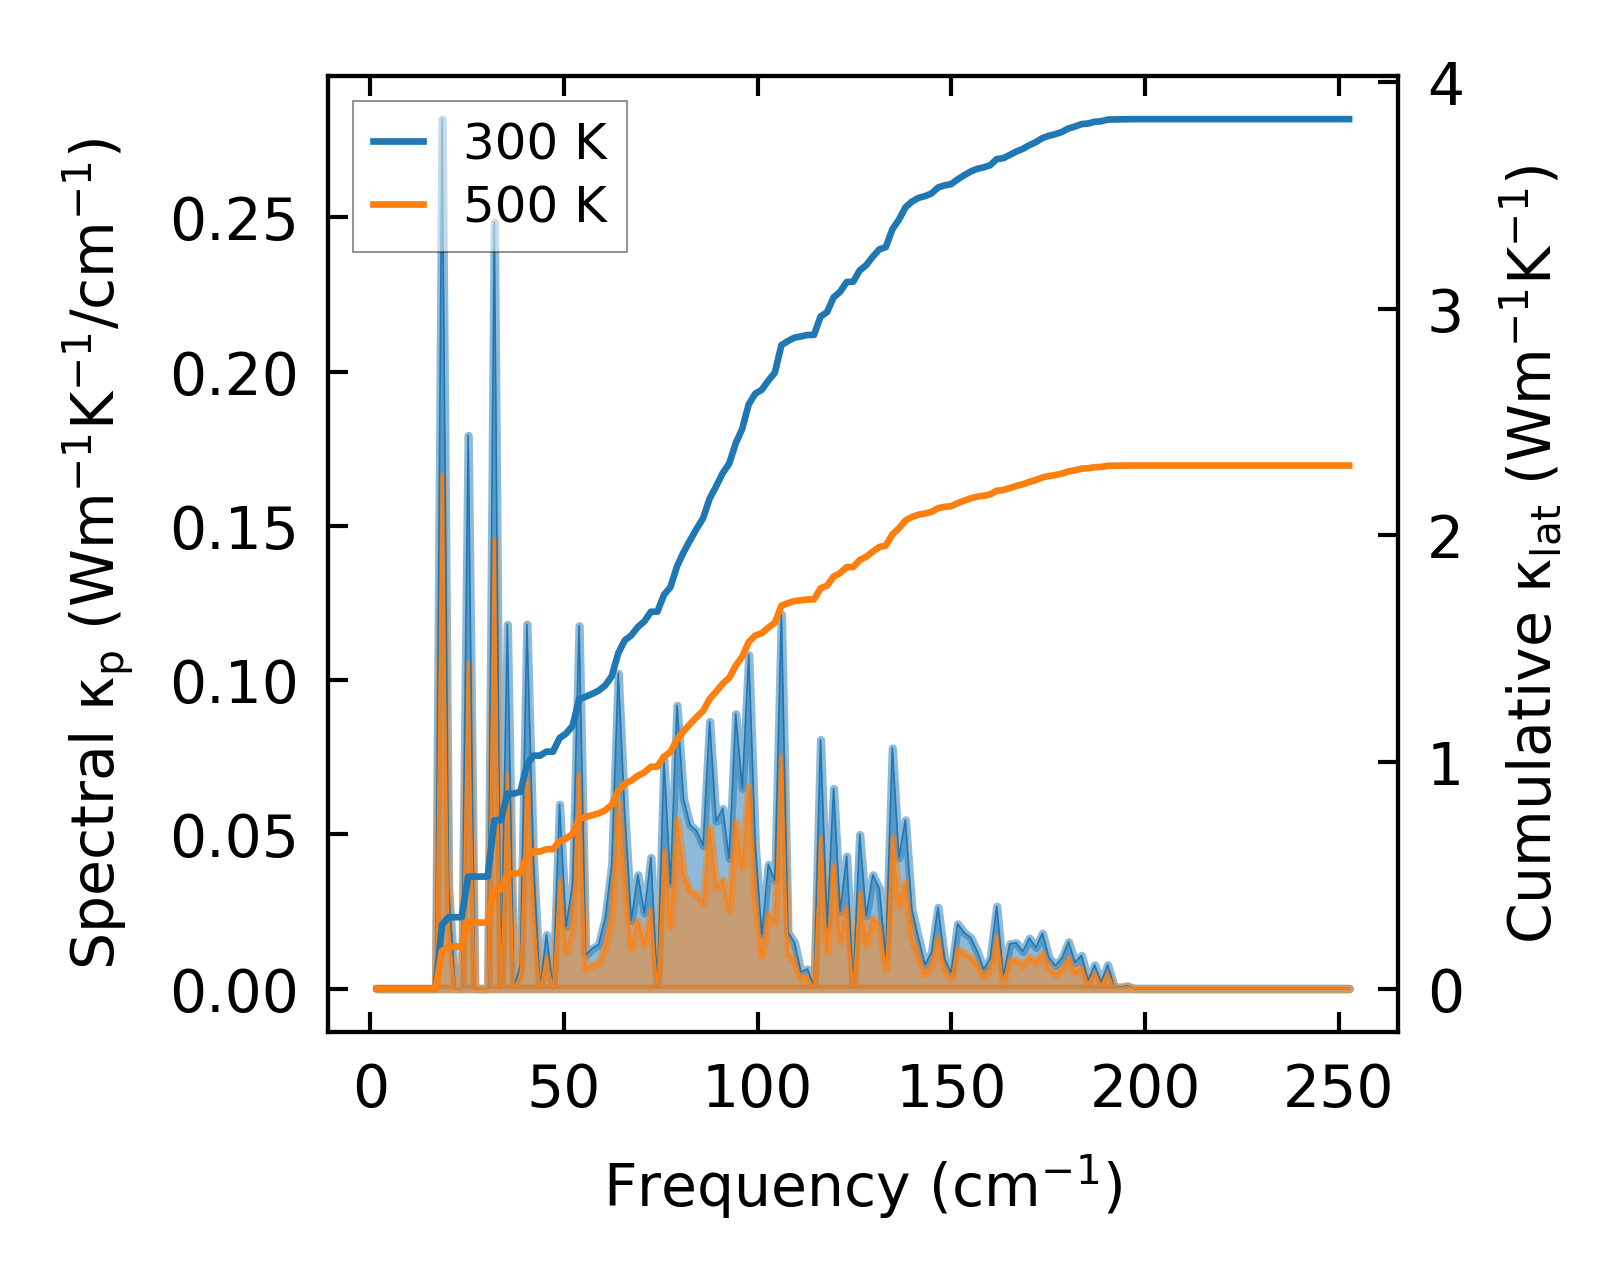 300 K
500 K
Spectral κₚ (Wm⁻¹K⁻¹/cm⁻¹)
0.25
0.20
0.15
0.10
0.05
0.00
4
3
2
1
0
Cumulative κₗₐₜ (Wm⁻¹K⁻¹)
0 50 100 150 200 250
Frequency (cm⁻¹)